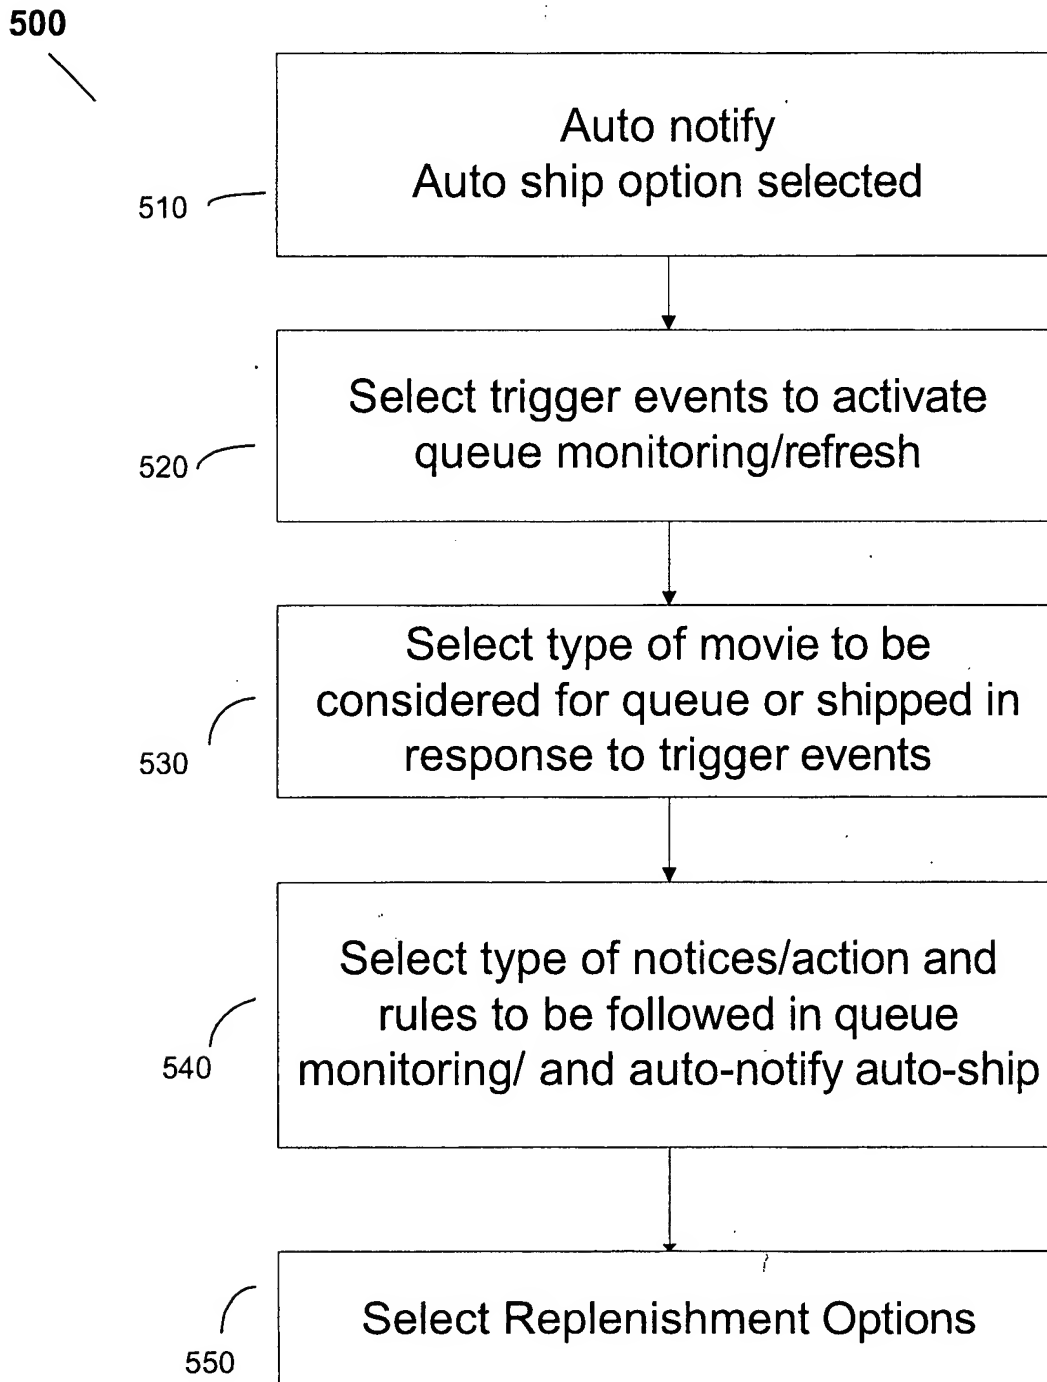 500
Auto notify
Auto ship option selected
510
Select trigger events to activate
queue monitoring/refresh
520
Select type of movie to be
considered for queue or shipped in
response to trigger events
530
Select type of notices/action and
rules to be followed in queue
monitoring/ and auto-notify auto-ship
540
Select Replenishment Options
550